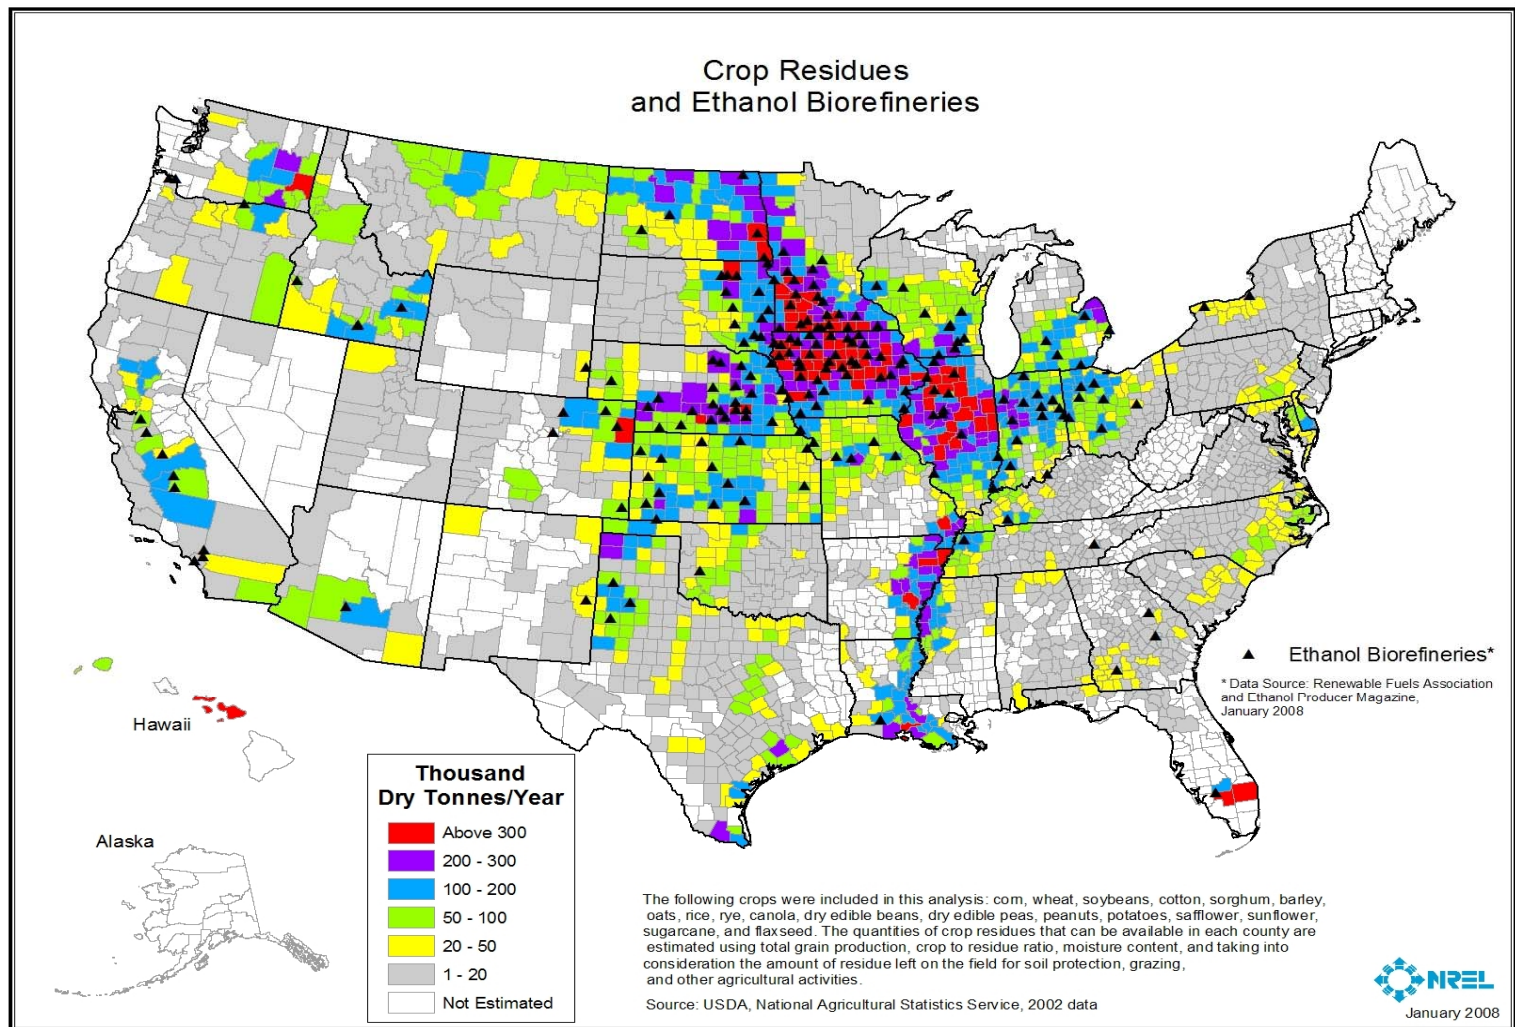 Crop Residues
and Ethanol Biorefineries
Ethanol Biorefineries*
* Data Source: Renewable Fuels Association
and Ethanol Producer Magazine,
January 2008
Hawaii
Alaska
Thousand
Dry Tonnes/Year
Above 300
200 - 300
100 - 200
50 - 100
20 - 50
1 - 20
Not Estimated
The following crops were included in this analysis: corn, wheat, soybeans, cotton, sorghum, barley,
oats, rice, rye, canola, dry edible beans, dry edible peas, peanuts, potatoes, safflower, sunflower,
sugarcane, and flaxseed. The quantities of crop residues that can be available in each county are
estimated using total grain production, crop to residue ratio, moisture content, and taking into
consideration the amount of residue left on the field for soil protection, grazing,
and other agricultural activities.
Source: USDA, National Agricultural Statistics Service, 2002 data
NREL
January 2008